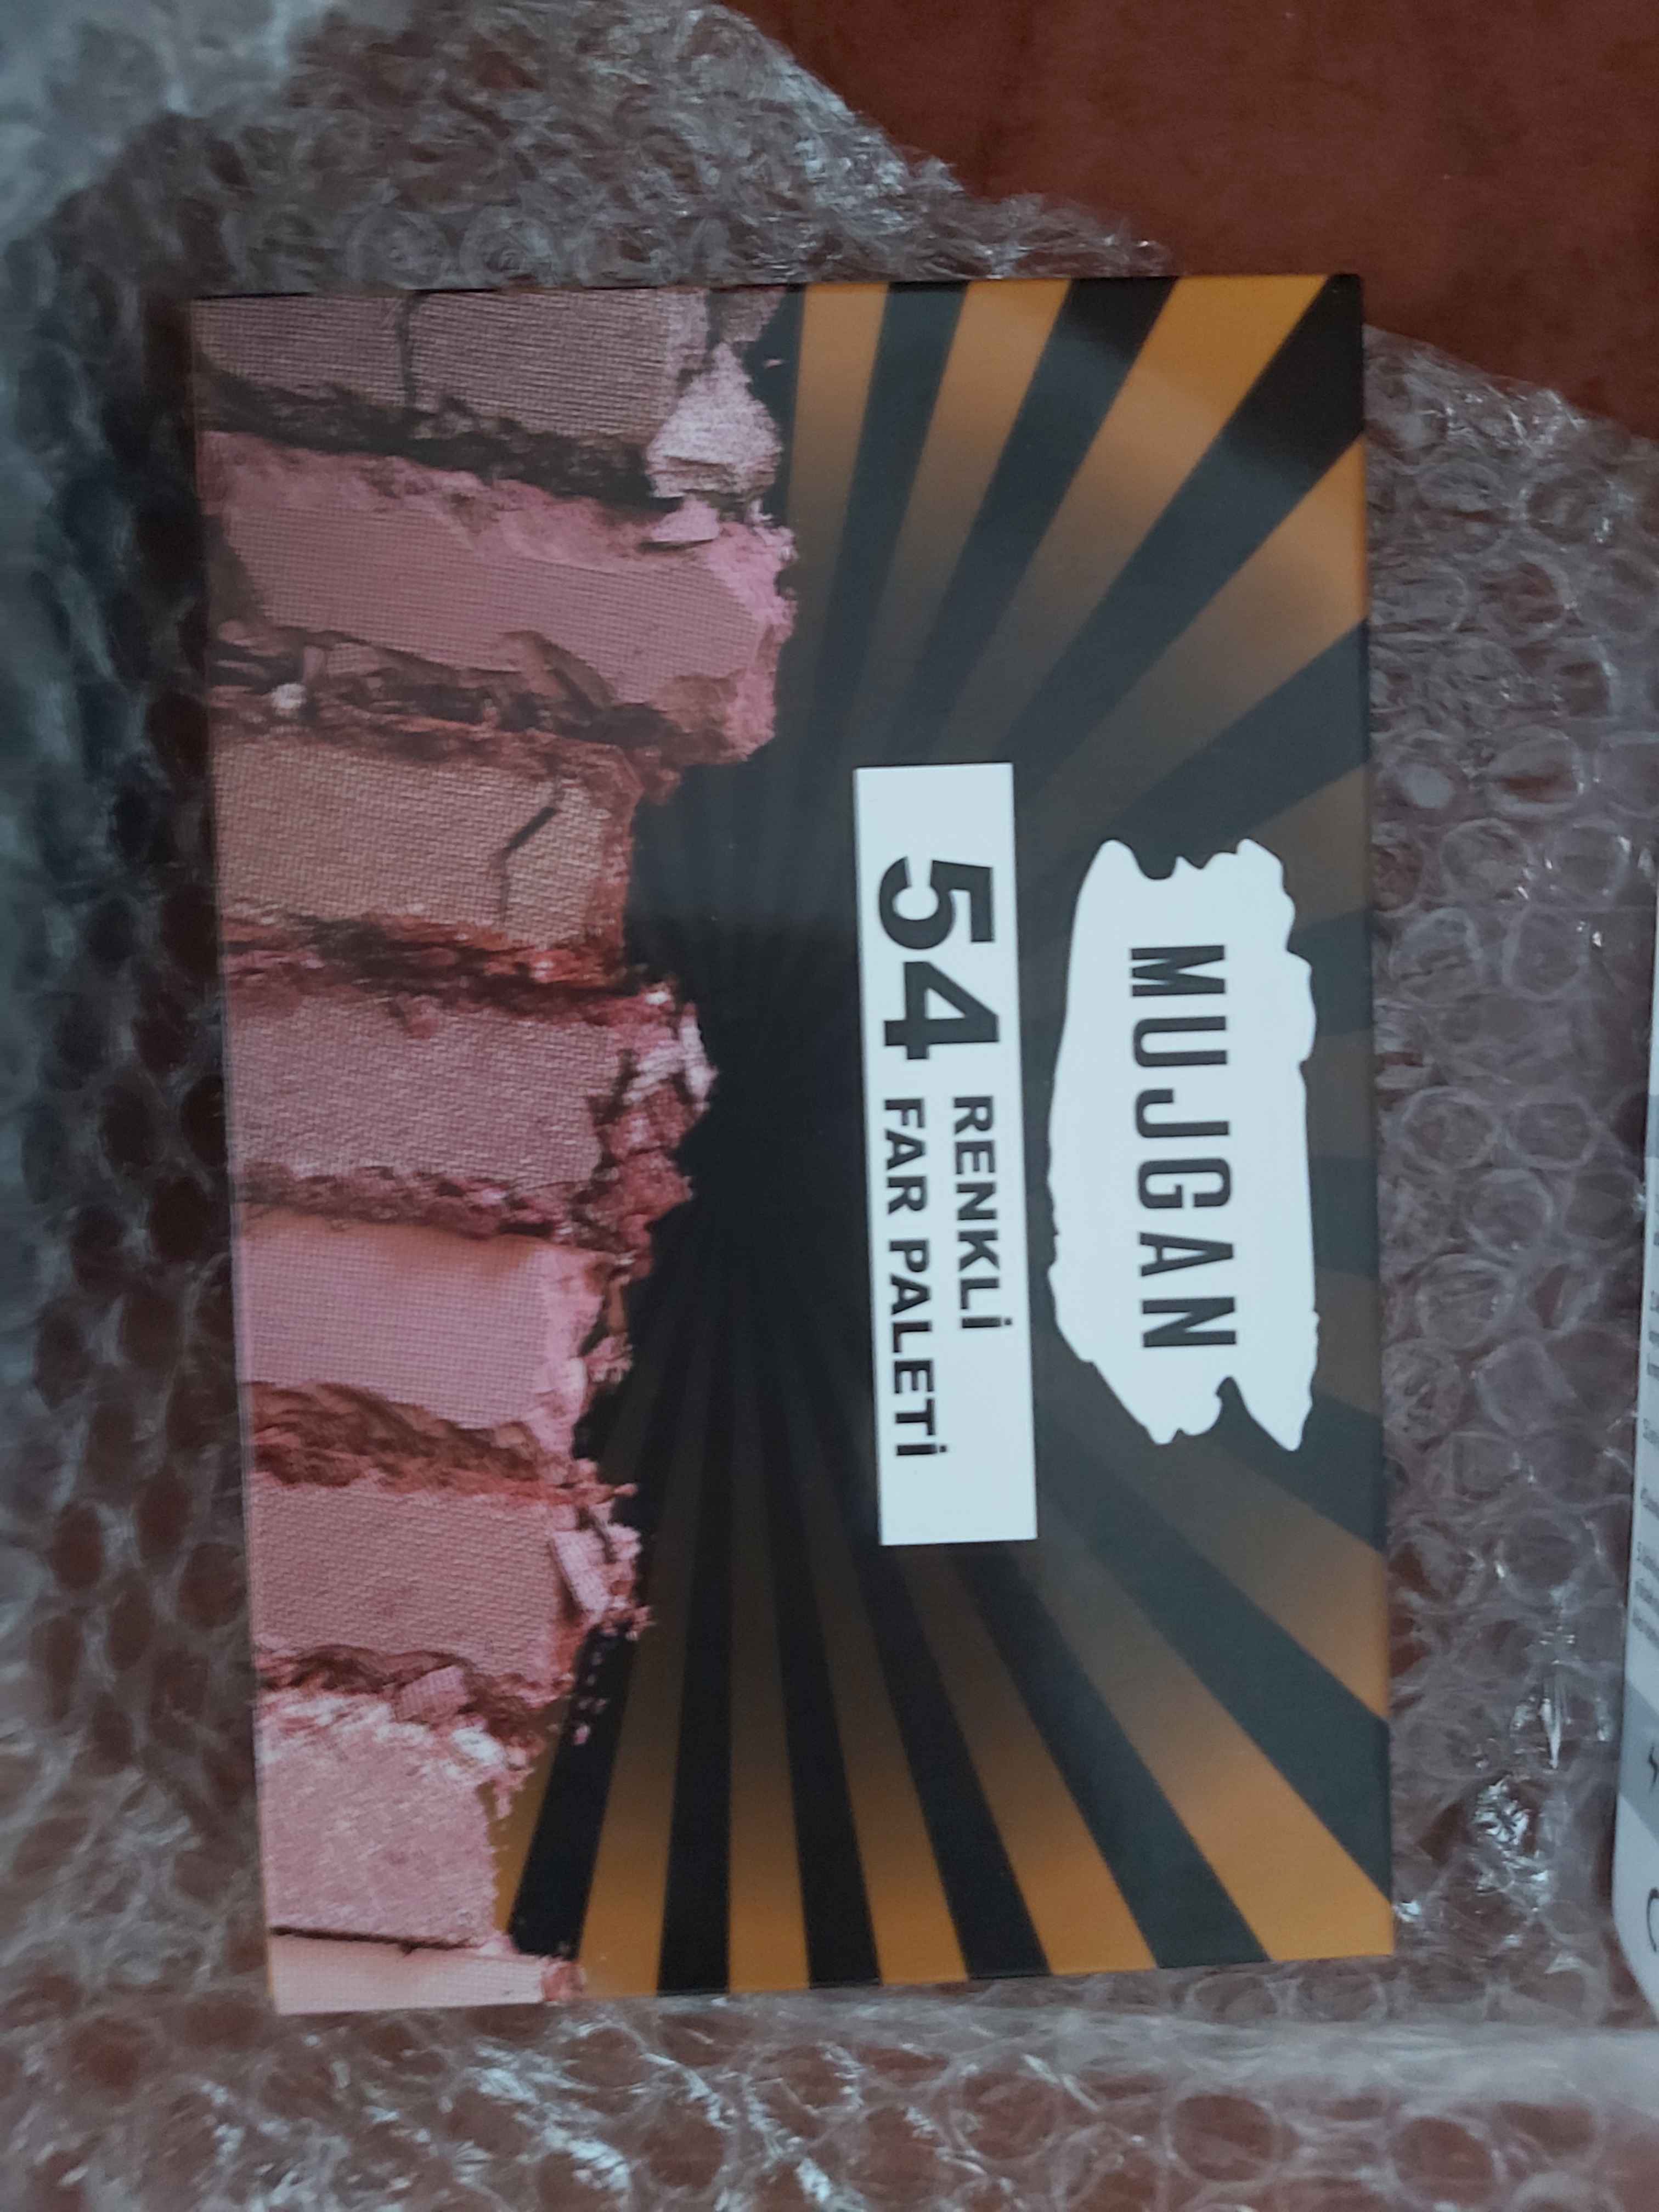 MUJGAN
54 RENKLİ
FAR PALETİ